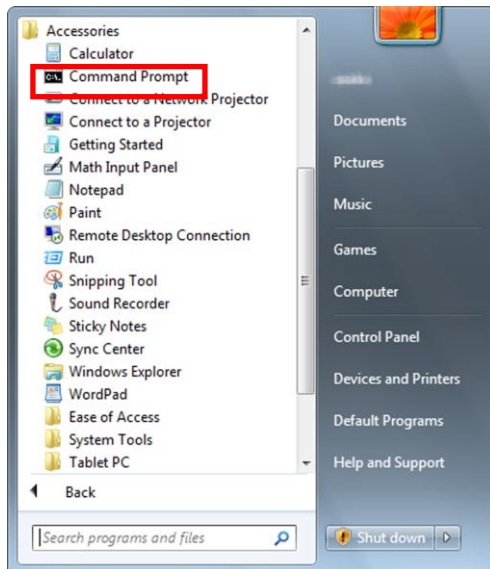 Accessories
Calculator
Command Prompt
Connect to a Network Projector
Connect to a Projector
Getting Started
Math Input Panel
Notepad
Paint
Remote Desktop Connection
Run
Snipping Tool
Sound Recorder
Sticky Notes
Sync Center
Windows Explorer
WordPad
Ease of Access
System Tools
Tablet PC
Back
Search programs and files
Documents
Pictures
Music
Games
Computer
Control Panel
Devices and Printers
Default Programs
Help and Support
Shut down